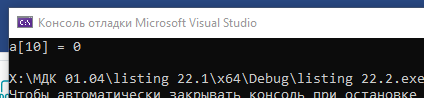 Консоль отладки Microsoft Visual Studio
a[10] = 0
X:\МДК 01.04\listing 22.1\x64\Debug\listing 22.2.exe
Чтобы автоматически закрывать консоль при остановке